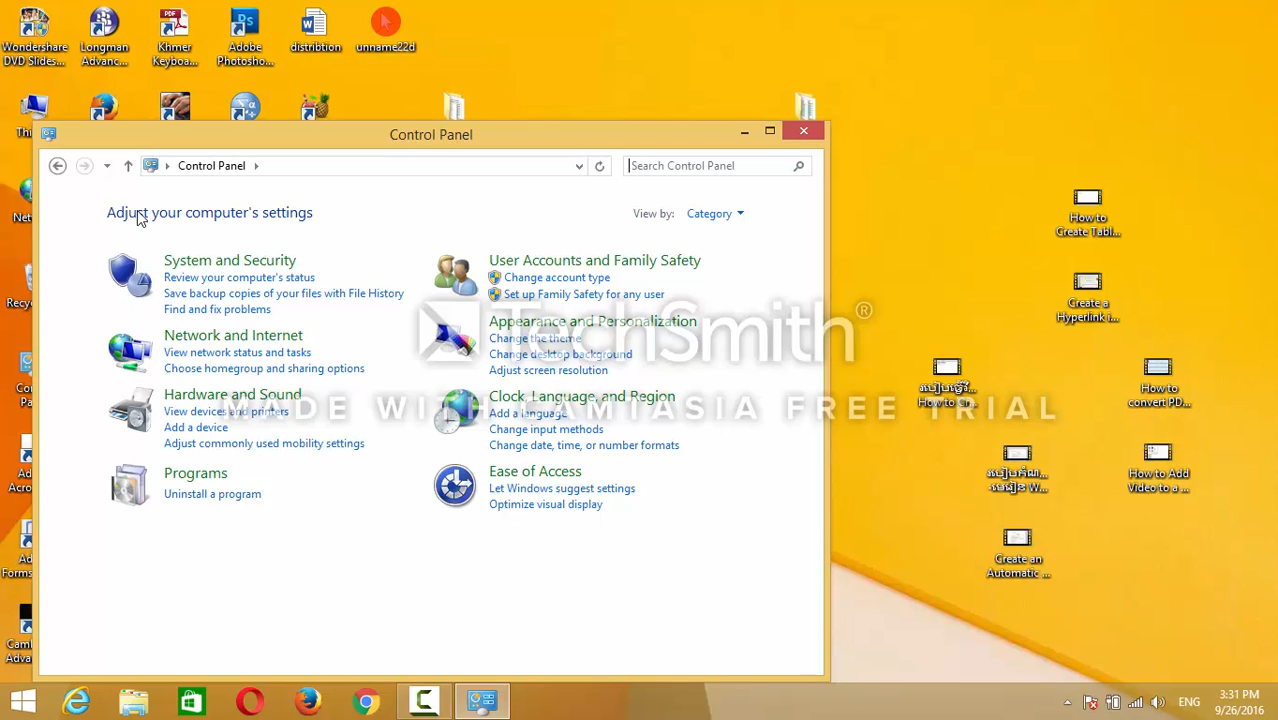 Wondershare
DVD Slides...
Longman
Advanc...
Khmer
Keyboa...
Adobe
Photosho...
distribtion
unname22d
Control Panel
Control Panel
Search Control Panel
Adjust your computer's settings
View by: Category
System and Security
Review your computer's status
Save backup copies of your files with File History
Find and fix problems
Network and Internet
View network status and tasks
Choose homegroup and sharing options
Hardware and Sound
View devices and printers
Add a device
Adjust commonly used mobility settings
Programs
Uninstall a program
User Accounts and Family Safety
Change account type
Set up Family Safety for any user
Appearance and Personalization
Change the theme
Change desktop background
Adjust screen resolution
Clock, Language, and Region
Add a language
Change input methods
Change date, time, or number formats
Ease of Access
Let Windows suggest settings
Optimize visual display
TechSmith®
MADE WITH CAMTASIA FREE TRIAL
How to
Create Tabl...
Create a
Hyperlink i...
How to Cr...
How to
convert PD...
How to Add
Video to a ...
Create an
Automatic ...
ENG
3:31 PM
9/26/2016